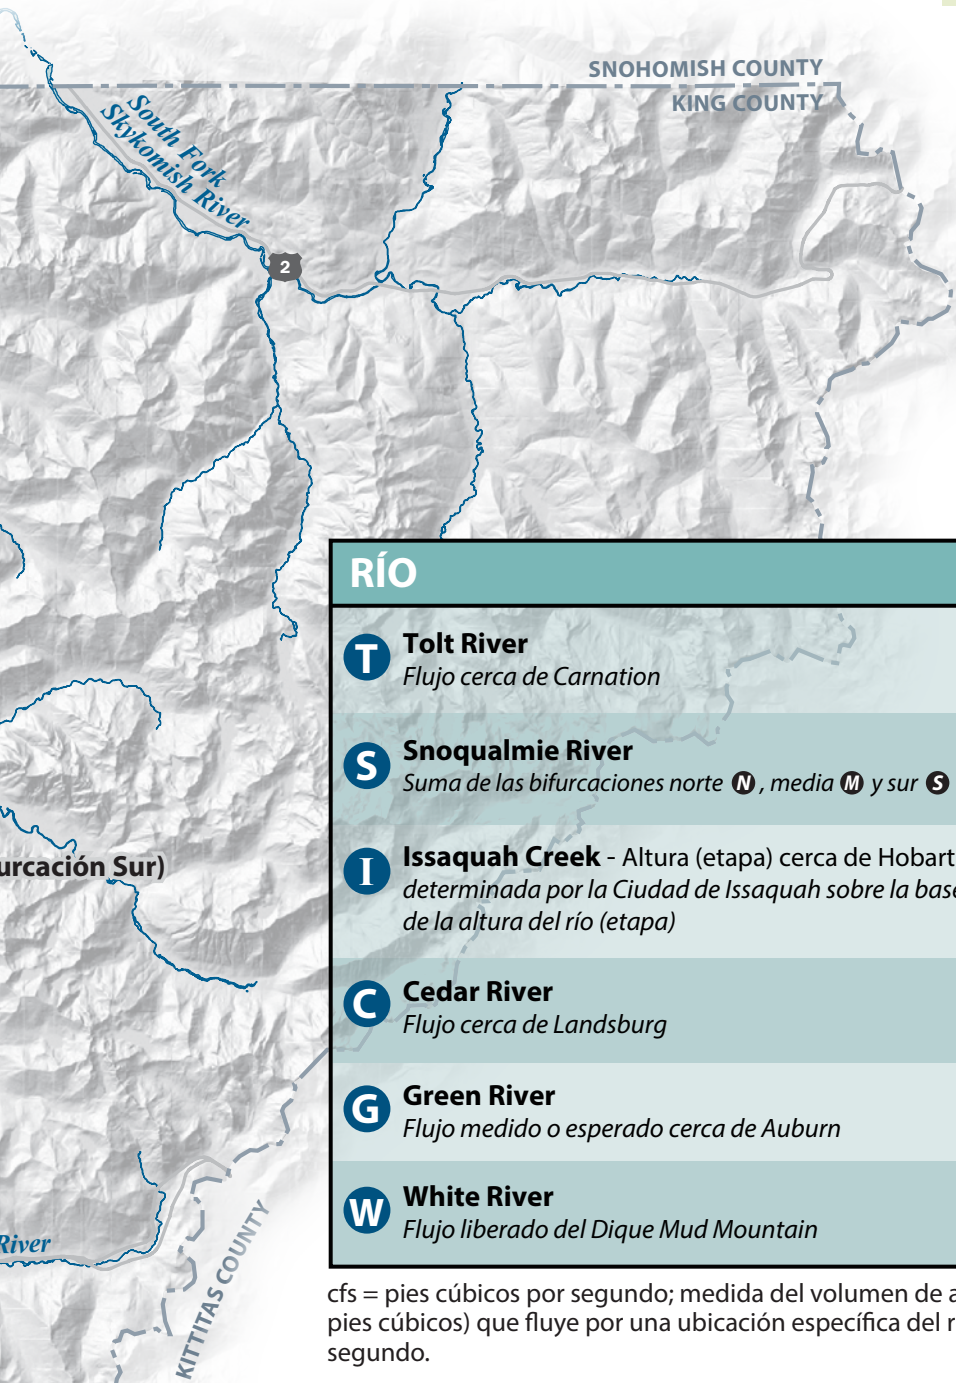 SNOHOMISH COUNTY
KING COUNTY
South Fork
Skykomish River
2
RÍO
T Tolt River
Flujo cerca de Carnation
S Snoqualmie River
Suma de las bifurcaciones norte N , media M y sur S
I Issaquah Creek - Altura (etapa) cerca de Hobart
determinada por la Ciudad de Issaquah sobre la base
de la altura del río (etapa)
urcación Sur)
C Cedar River
Flujo cerca de Landsburg
G Green River
Flujo medido o esperado cerca de Auburn
W White River
Flujo liberado del Dique Mud Mountain
River
KITTITAS COUNTY
cfs = pies cúbicos por segundo; medida del volumen de a
pies cúbicos) que fluye por una ubicación específica del r
segundo.